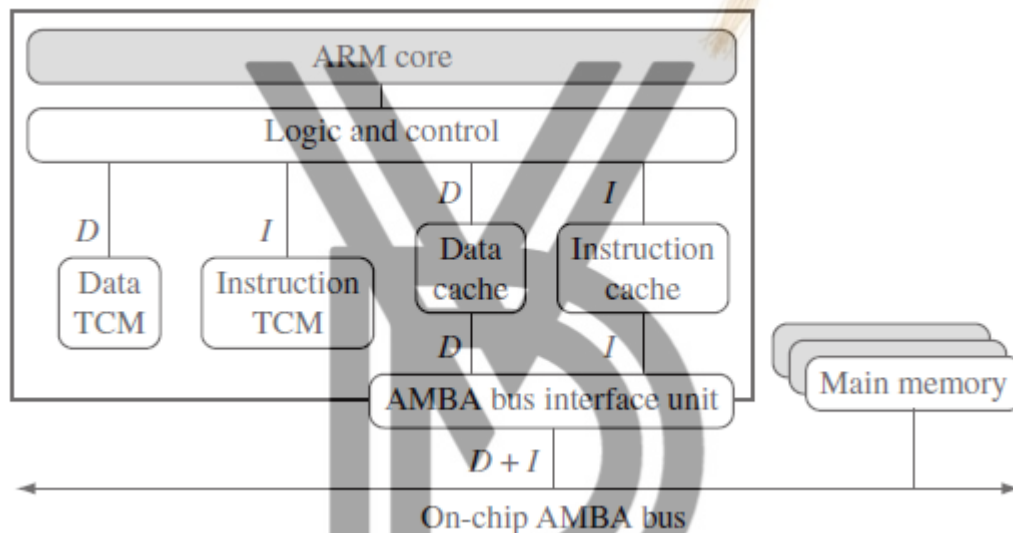 ARM core
Logic and control
D
I
D
I
Data
TCM
Instruction
TCM
Data
cache
Instruction
cache
D
I
AMBA bus interface unit
Main memory
D + I
On-chip AMBA bus